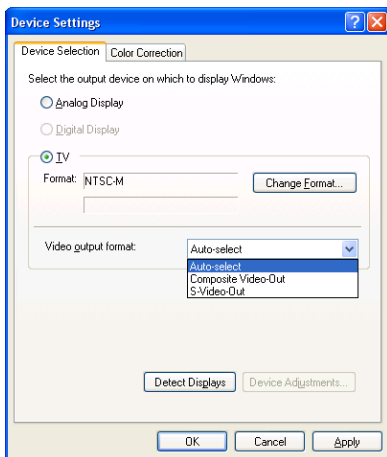 Device Settings
Device Selection
Color Correction
Select the output device on which to display Windows:
Analog Display
Digital Display
TV
Format:
NTSC-M
Change Format...
Video output format:
Auto-select
Auto-select
Composite Video-Out
S-Video-Out
Detect Displays
Device Adjustments...
OK
Cancel
Apply